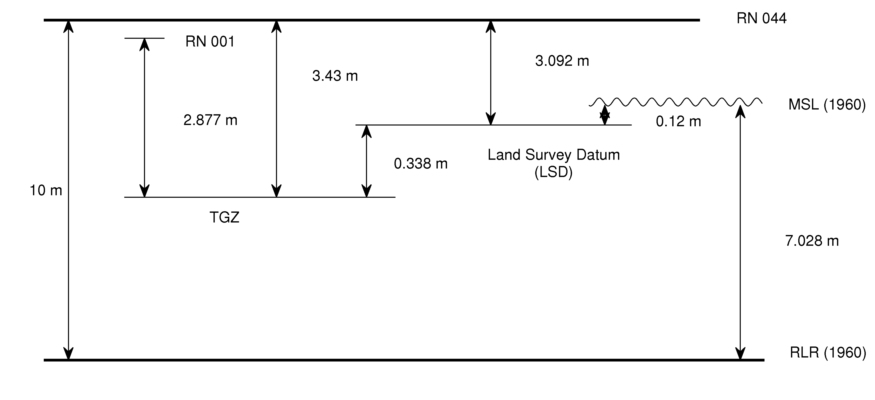 RN 044
RN 001
3.43 m
3.092 m
MSL (1960)
2.877 m
0.12 m
Land Survey Datum
(LSD)
0.338 m
10 m
TGZ
7.028 m
RLR (1960)